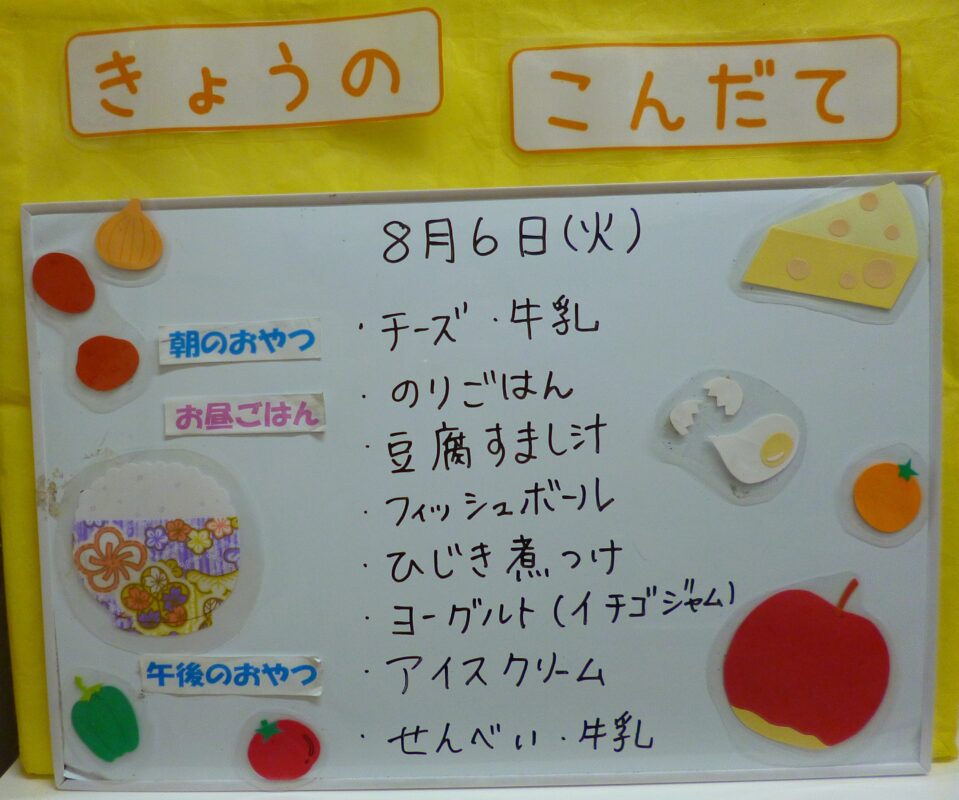 きょうの こんだて
8月6日(火)
朝のおやつ ・チーズ ・牛乳
お昼ごはん ・のりごはん
・豆腐すまし汁
・フィッシュボール
・ひじき煮つけ
・ヨーグルト(イチゴジャム)
午後のおやつ ・アイスクリーム
・せんべい ・牛乳